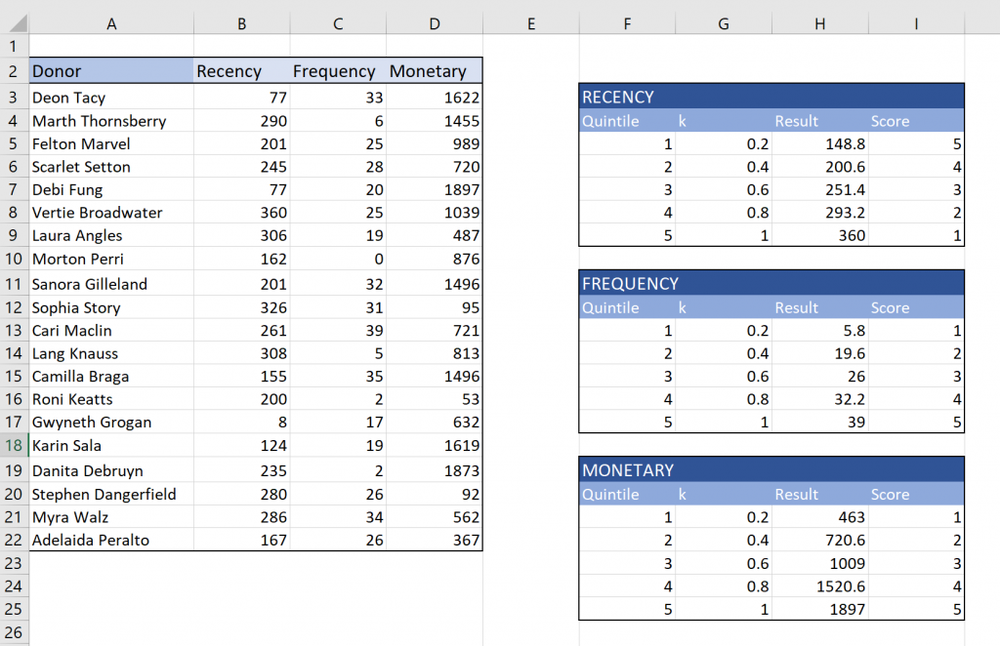 A B C D E F G H I
1
2 Donor Recency Frequency Monetary
3 Deon Tacy 77 33 1622 RECENCY
4 Marth Thornsberry 290 6 1455 Quintile k Result Score
5 Felton Marvel 201 25 989 1 0.2 148.8 5
6 Scarlet Setton 245 28 720 2 0.4 200.6 4
7 Debi Fung 77 20 1897 3 0.6 251.4 3
8 Vertie Broadwater 360 25 1039 4 0.8 293.2 2
9 Laura Angles 306 19 487 5 1 360 1
10 Morton Perri 162 0 876
11 Sanora Gilleland 201 32 1496 FREQUENCY
12 Sophia Story 326 31 95 Quintile k Result Score
13 Cari Maclin 261 39 721 1 0.2 5.8 1
14 Lang Knauss 308 5 813 2 0.4 19.6 2
15 Camilla Braga 155 35 1496 3 0.6 26 3
16 Roni Keatts 200 2 53 4 0.8 32.2 4
17 Gwyneth Grogan 8 17 632 5 1 39 5
18 Karin Sala 124 19 1619
19 Danita Debruyn 235 2 1873 MONETARY
20 Stephen Dangerfield 280 26 92 Quintile k Result Score
21 Myra Walz 286 34 562 1 0.2 463 1
22 Adelaida Peralto 167 26 367 2 0.4 720.6 2
23 3 0.6 1009 3
24 4 0.8 1520.6 4
25 5 1 1897 5
26